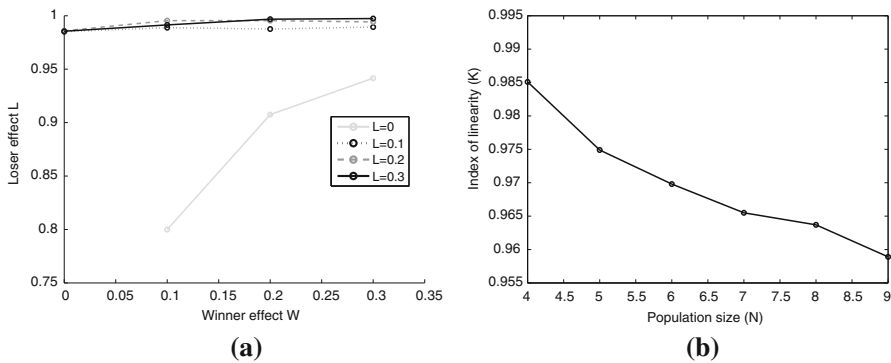 1
0.95
0.9
0.85
0.8
0.75
Loser effect L
0 0.05 0.1 0.15 0.2 0.25 0.3 0.35
Winner effect W
L=0
L=0.1
L=0.2
L=0.3
(a)
0.995
0.99
0.985
0.98
0.975
0.97
0.965
0.96
0.955
Index of linearity (K)
4 4.5 5 5.5 6 6.5 7 7.5 8 8.5 9
Population size (N)
(b)